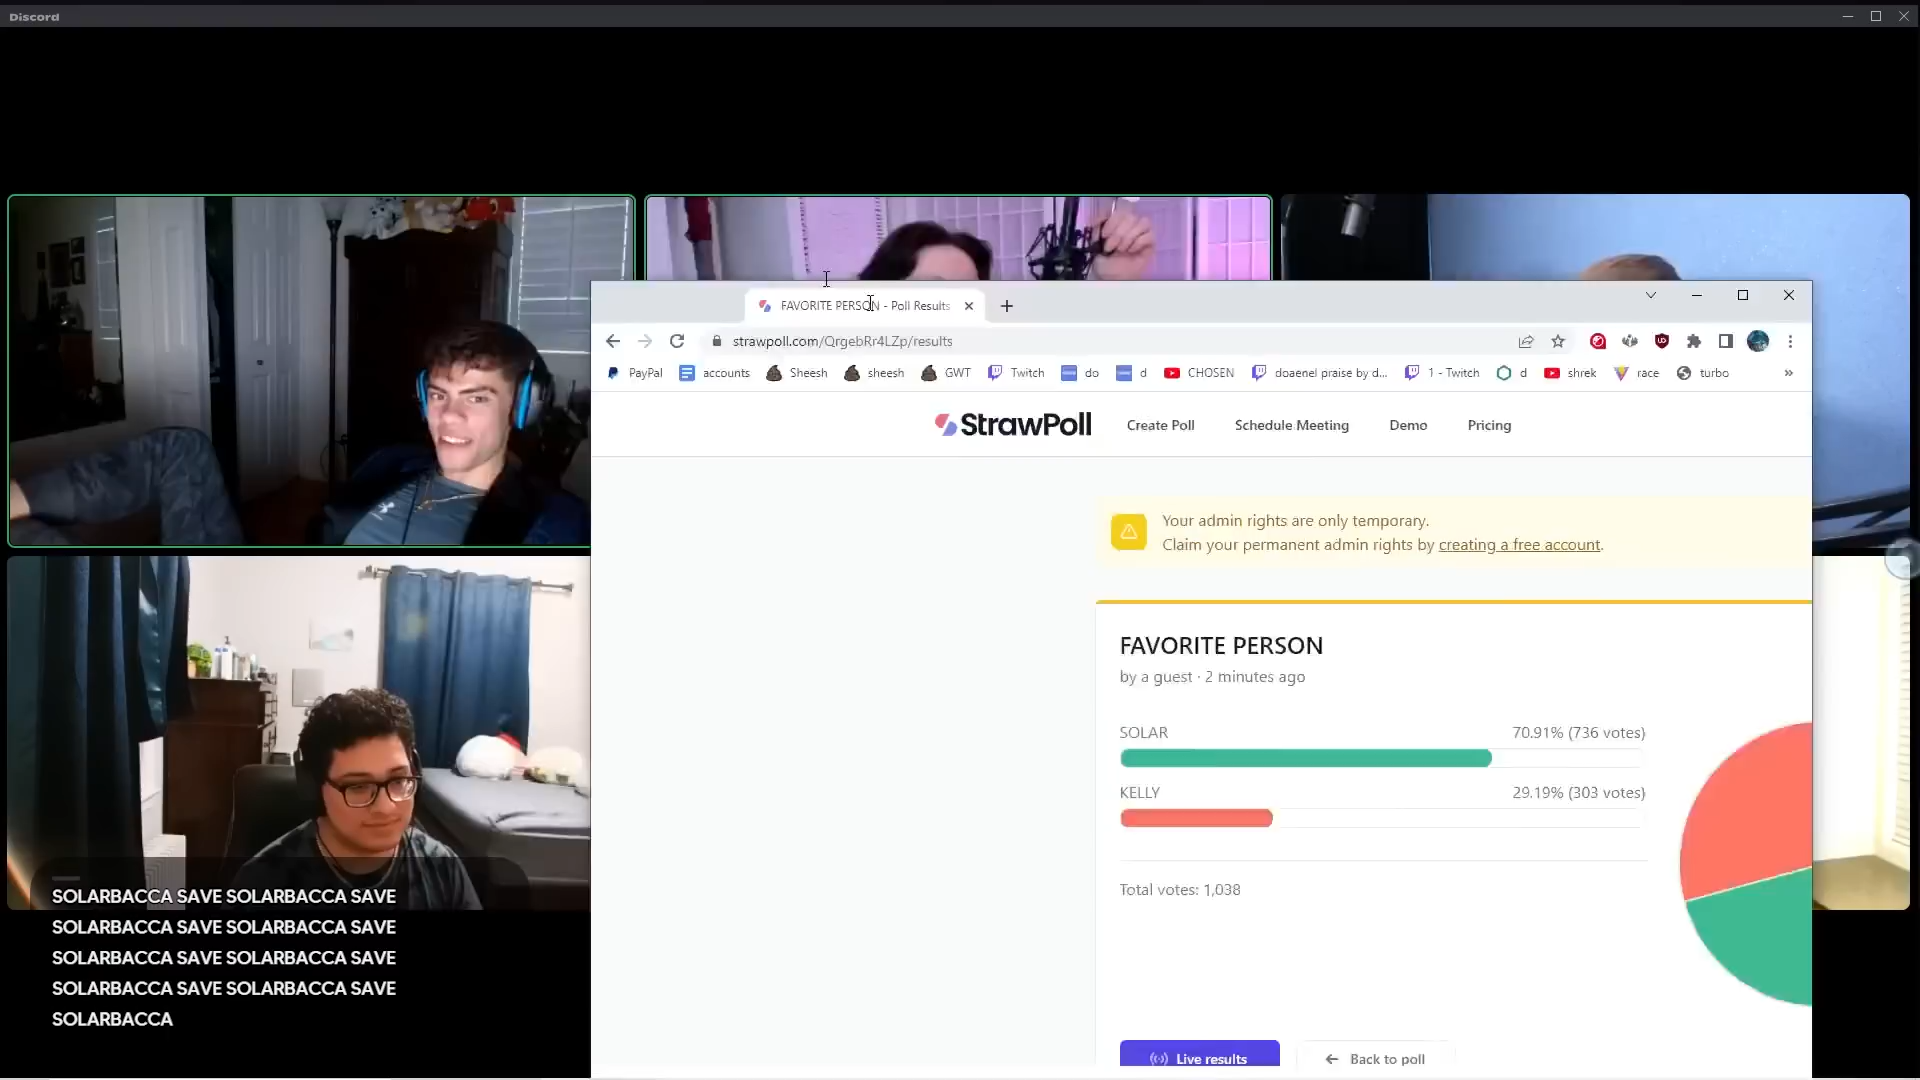 Discord
FAVORITE PERSON - Poll Results
strawpoll.com/QrgebRr4LZp/results
PayPal accounts Sheesh sheesh GWT Twitch do d CHOSEN doaenel praise by d... 1 - Twitch d shrek race turbo »
StrawPoll Create Poll Schedule Meeting Demo Pricing
Your admin rights are only temporary.
Claim your permanent admin rights by creating a free account.
FAVORITE PERSON
by a guest · 2 minutes ago
SOLAR 70.91% (736 votes)
KELLY 29.19% (303 votes)
Total votes: 1,038
Live results Back to poll
SOLARBACCA SAVE SOLARBACCA SAVE
SOLARBACCA SAVE SOLARBACCA SAVE
SOLARBACCA SAVE SOLARBACCA SAVE
SOLARBACCA SAVE SOLARBACCA SAVE
SOLARBACCA